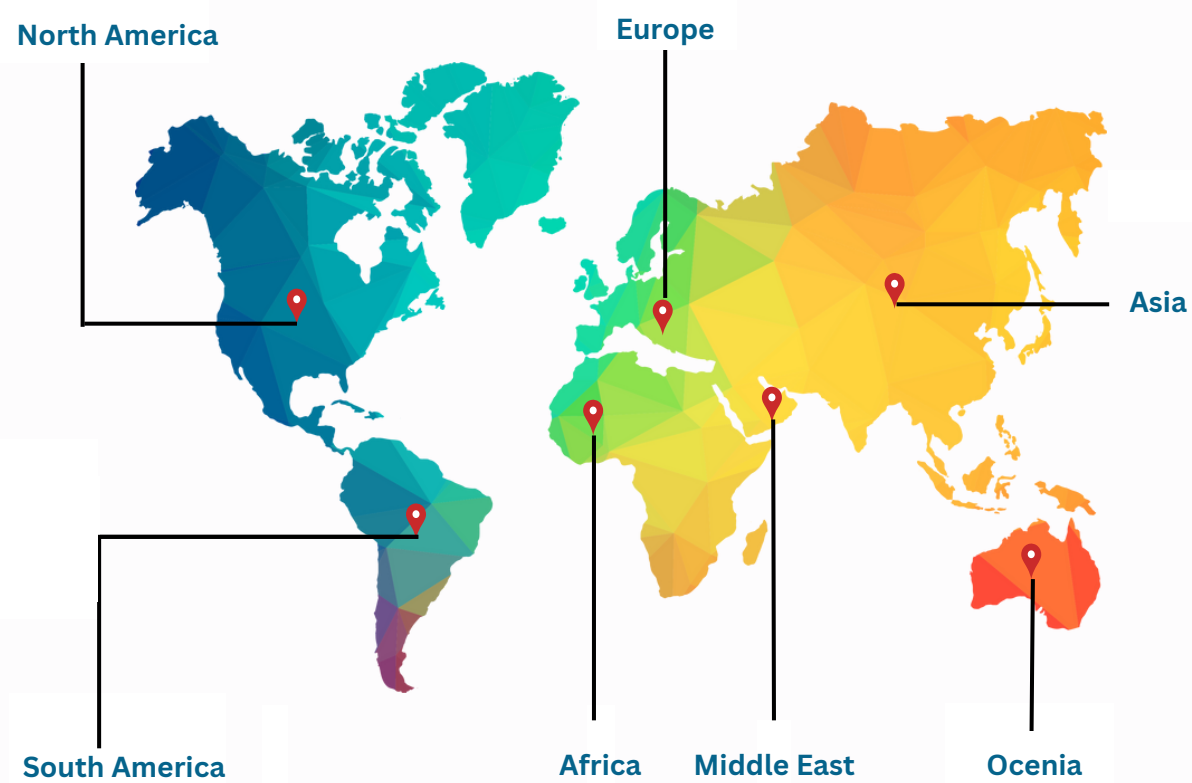 North America
Europe
Asia
South America
Africa
Middle East
Ocenia